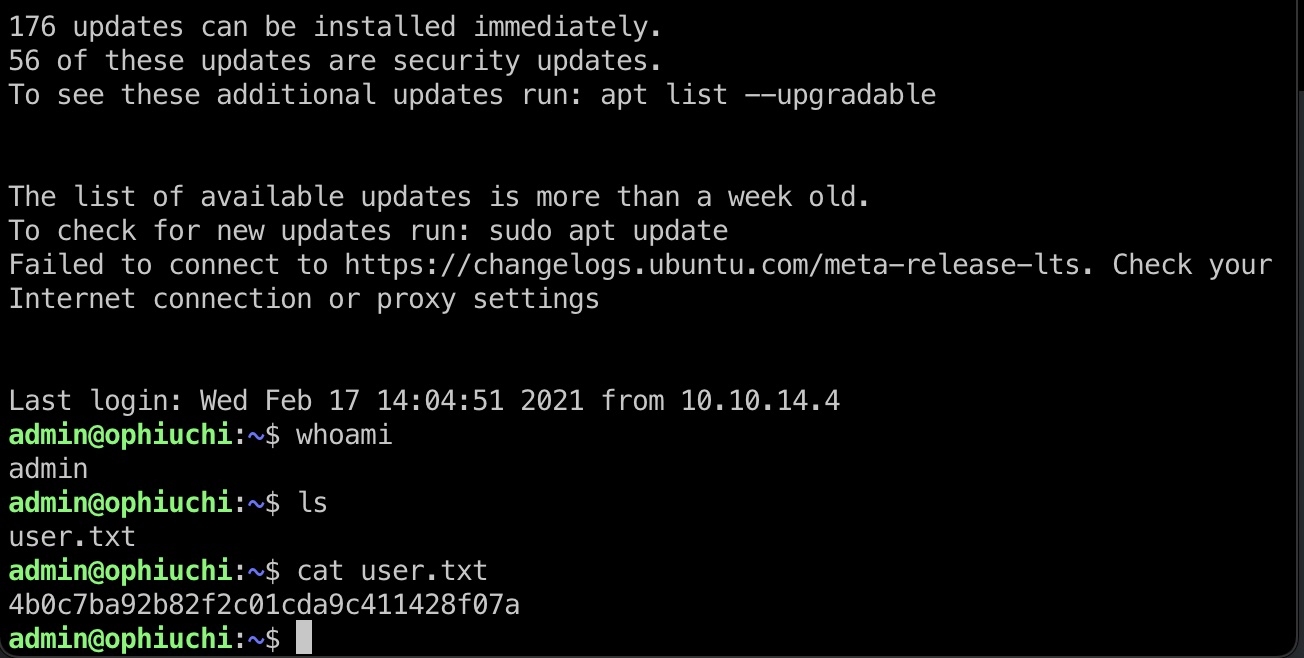 176 updates can be installed immediately.
56 of these updates are security updates.
To see these additional updates run: apt list --upgradable
The list of available updates is more than a week old.
To check for new updates run: sudo apt update
Failed to connect to https://changelogs.ubuntu.com/meta-release-lts. Check your
Internet connection or proxy settings
Last login: Wed Feb 17 14:04:51 2021 from 10.10.14.4
admin@ophiuchi:~$ whoami
admin
admin@ophiuchi:~$ ls
user.txt
admin@ophiuchi:~$ cat user.txt
4b0c7ba92b82f2c01cda9c411428f07a
admin@ophiuchi:~$